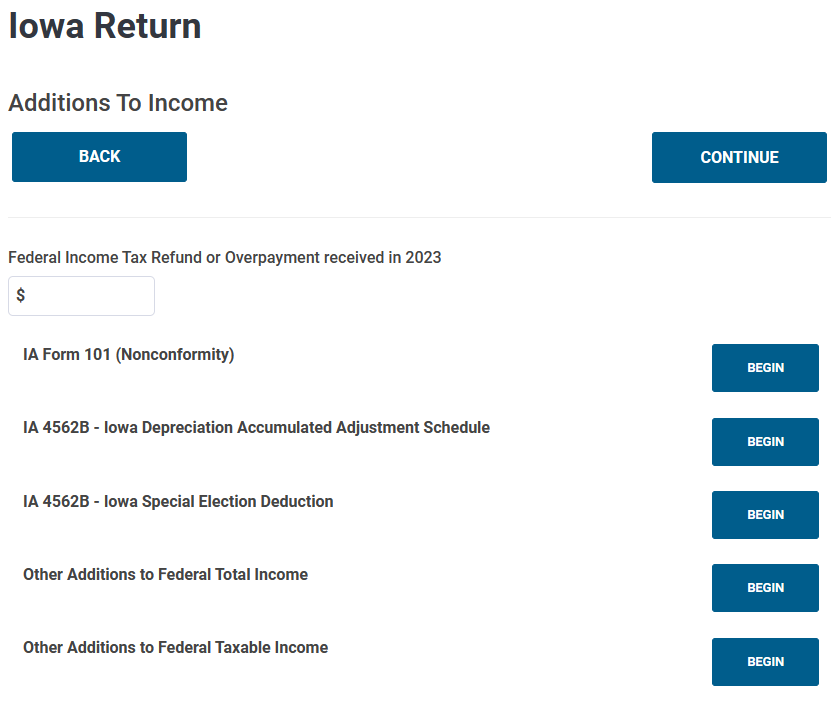 Iowa Return
Additions To Income
BACK
CONTINUE
Federal Income Tax Refund or Overpayment received in 2023
$
IA Form 101 (Nonconformity)
BEGIN
IA 4562B - Iowa Depreciation Accumulated Adjustment Schedule
BEGIN
IA 4562B - Iowa Special Election Deduction
BEGIN
Other Additions to Federal Total Income
BEGIN
Other Additions to Federal Taxable Income
BEGIN